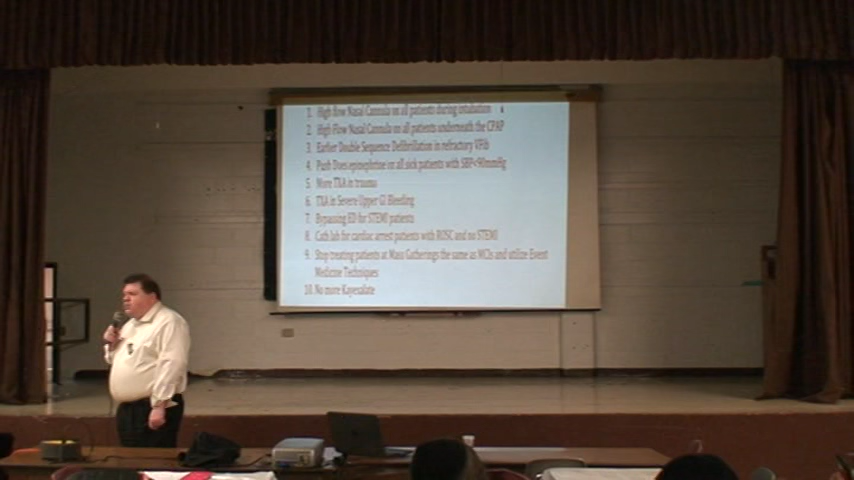 1. High flow Nasal Cannula on all patients during intubation
2. High Flow Nasal Cannula on all patients underneath the CPAP
3. Earlier Double Sequence Defibrillation in refractory VFib
4. Push Does epinephrine or all sick patients with SBP<90mmHg
5. More TXA in trauma
6. TXA in Severe Upper GI Bleeding
7. Bypassing ED for STEMI patients
8. Cath lab for cardiac arrest patients with ROSC and no STEMI
9. Stop treating patients at Mass Gatherings the same as MCIs and utilize Event
Medicine Techniques
10. No more Kayexalate